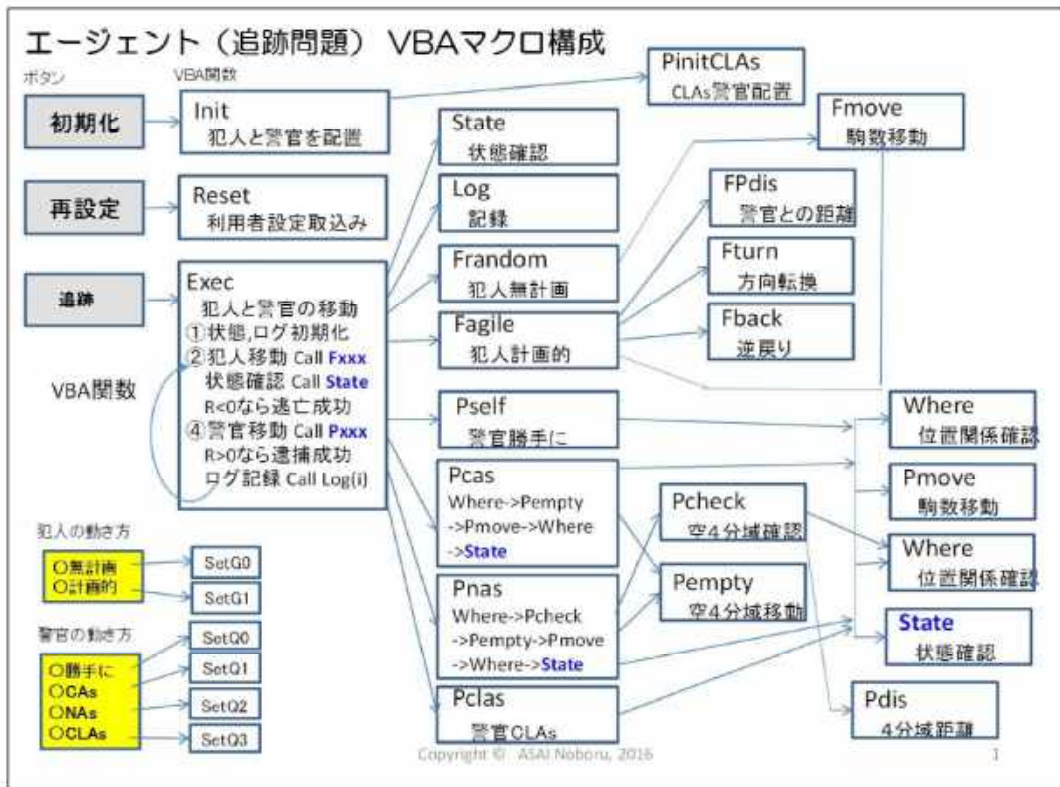 エージェント（追跡問題） VBAマクロ構成
ボタン
VBA関数
初期化
Init
犯人と警官を配置
PinitCLAs
CLAs警官配置
再設定
Reset
利用者設定取込み
追跡
Exec
犯人と警官の移動
①状態,ログ初期化
②犯人移動 Call Fxxx
状態確認 Call State
R<0なら逃亡成功
④警官移動 Call Pxxx
R>0なら逮捕成功
ログ記録 Call Log(i)
VBA関数
State
状態確認
Log
記録
Frandom
犯人無計画
Fagile
犯人計画的
Fmove
駒数移動
FPdis
警官との距離
Fturn
方向転換
Fback
逆戻り
Pself
警官勝手に
Pcas
Where->Pempty
->Pmove->Where
->State
Pnas
Where->Pcheck
->Pempty->Pmove
->Where->State
Pclas
警官CLAs
Pcheck
空4分域確認
Pempty
空4分域移動
Where
位置関係確認
Pmove
駒数移動
Where
位置関係確認
State
状態確認
Pdis
4分域距離
犯人の動き方
〇無計画
〇計画的
SetG0
SetG1
警官の動き方
〇勝手に
〇CAs
〇NAs
〇CLAs
SetQ0
SetQ1
SetQ2
SetQ3
Copyright © ASAI Noboru, 2016
1